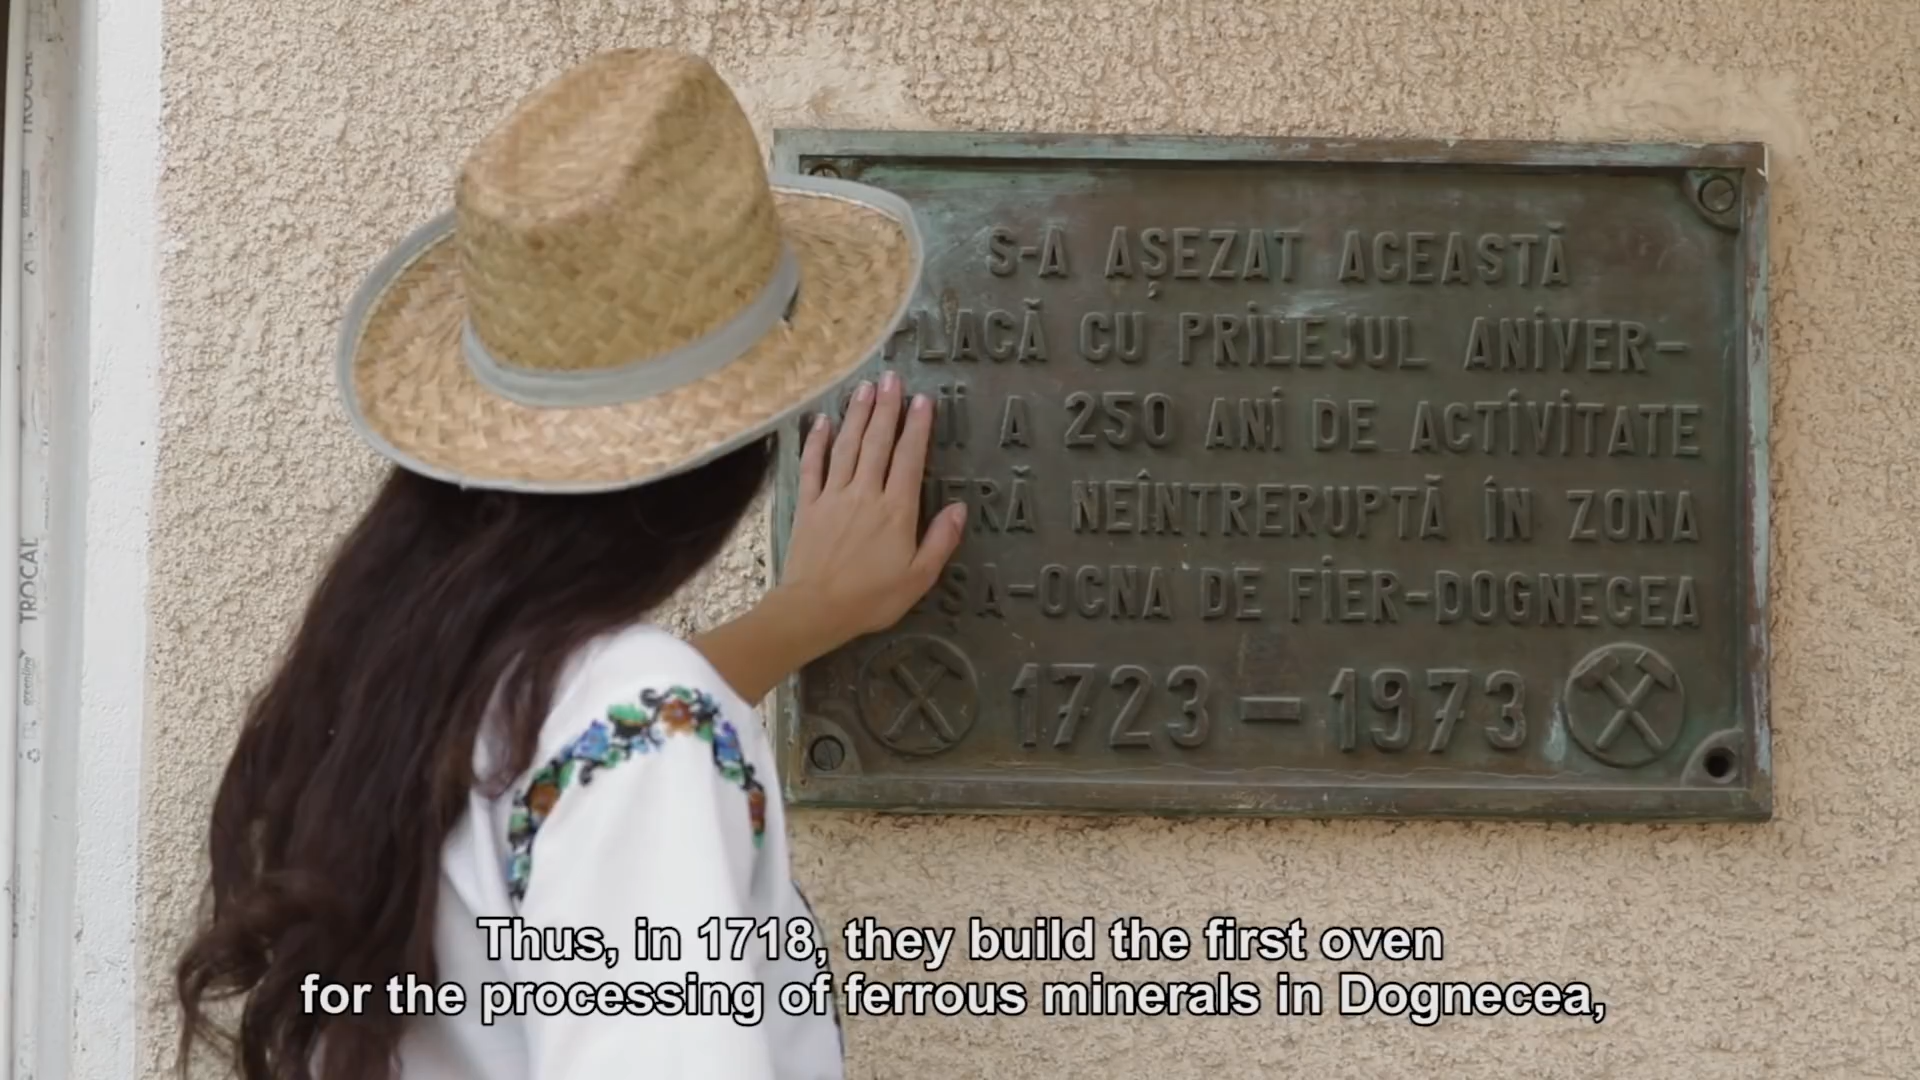 S-A AȘEZAT ACEASTĂ
PLACĂ CU PRILEJUL ANIVER-
A 250 ANI DE ACTIVITATE
NEÎNTRERUPTĂ ÎN ZONA
OCNA DE FIER-DOGNECEA
1723 – 1973
TROCAL
greenline
Thus, in 1718, they build the first oven
for the processing of ferrous minerals in Dognecea,